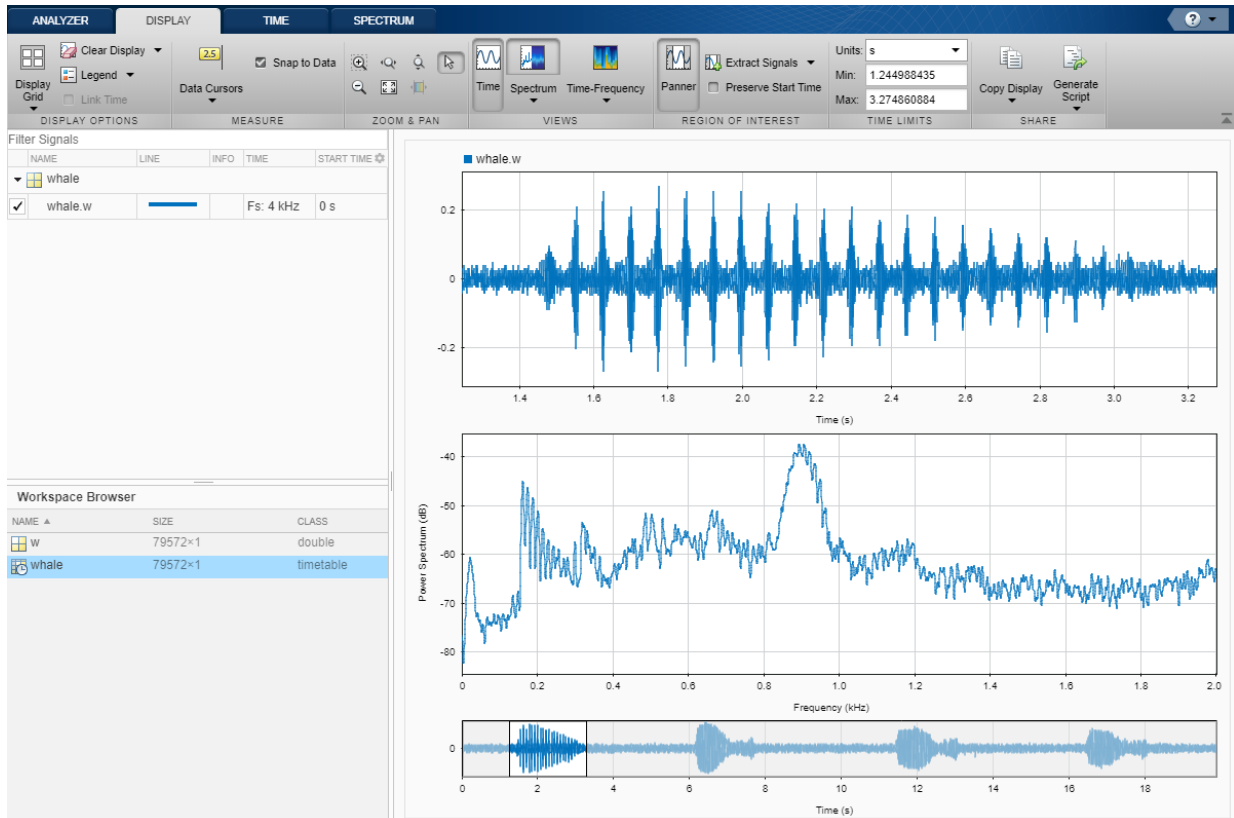 ANALYZER DISPLAY TIME SPECTRUM ?
Display Grid
Clear Display
Legend
Link Time
2.5
Data Cursors
Snap to Data
Time Spectrum Time-Frequency
Panner
Extract Signals
Preserve Start Time
Units: s
Min: 1.244988435
Max: 3.274860884
Copy Display
Generate Script
DISPLAY OPTIONS MEASURE ZOOM & PAN VIEWS REGION OF INTEREST TIME LIMITS SHARE
Filter Signals
NAME LINE INFO TIME START TIME
whale
whale.w Fs: 4 kHz 0 s
Workspace Browser
NAME SIZE CLASS
w 79572×1 double
whale 79572×1 timetable
whale.w
0.2
0
-0.2
1.4 1.6 1.8 2.0 2.2 2.4 2.6 2.8 3.0 3.2
Time (s)
Power Spectrum (dB)
-40
-50
-60
-70
-80
0 0.2 0.4 0.6 0.8 1.0 1.2 1.4 1.6 1.8 2.0
Frequency (kHz)
0
0 2 4 6 8 10 12 14 16 18
Time (s)